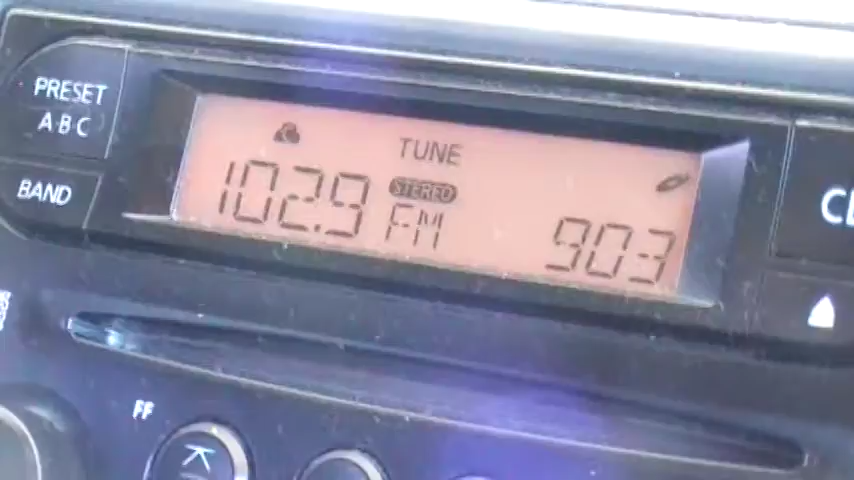 PRESET
A·B·C
TUNE
BAND
102.9
STEREO
FM
903
FF